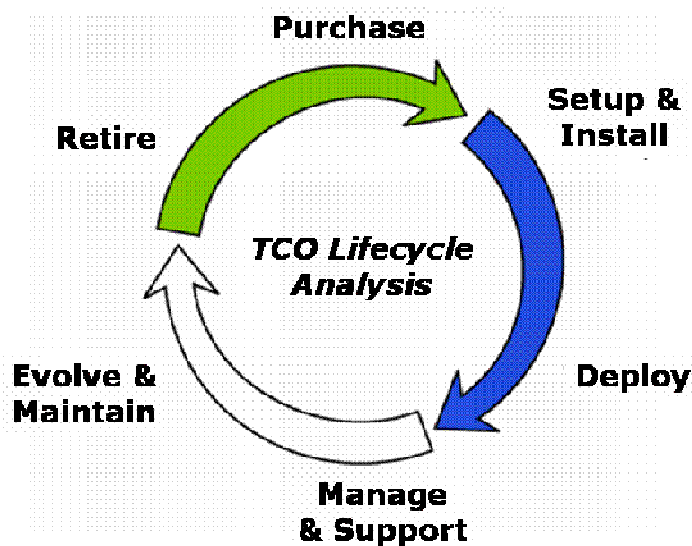 Purchase
Setup &
Install
Retire
TCO Lifecycle
Analysis
Evolve &
Maintain
Deploy
Manage
& Support